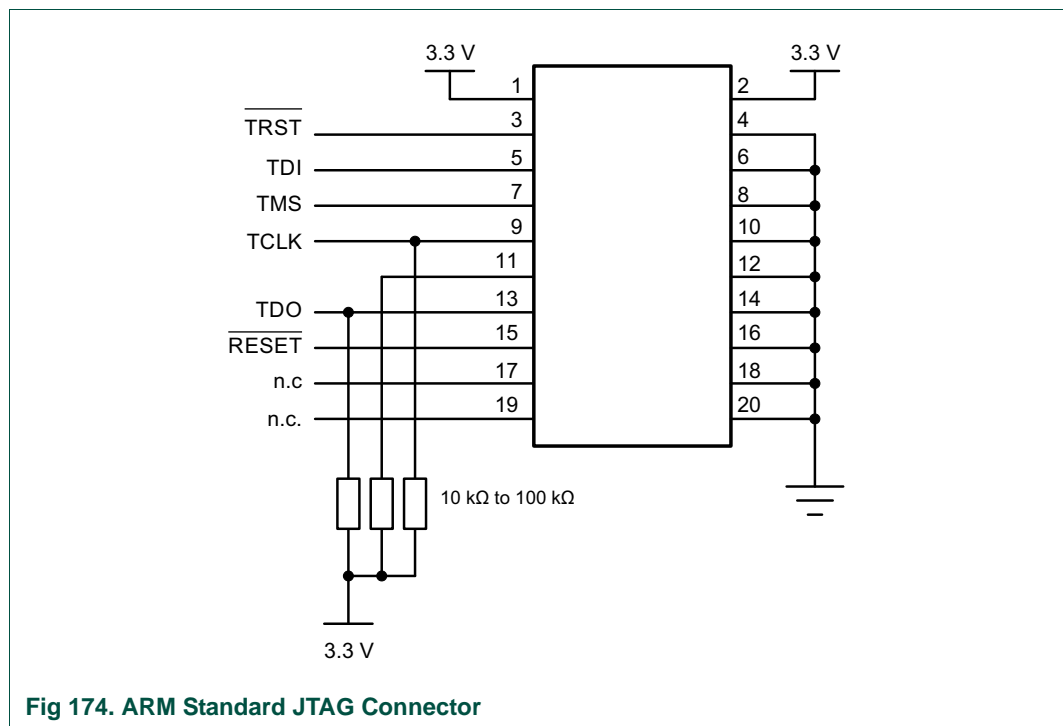 3.3 V 3.3 V
1 2
T̅R̅S̅T̅ 3 4
TDI 5 6
TMS 7 8
TCLK 9 10
11 12
TDO 13 14
R̅E̅S̅E̅T̅ 15 16
n.c 17 18
n.c. 19 20
10 kΩ to 100 kΩ
3.3 V
Fig 174. ARM Standard JTAG Connector